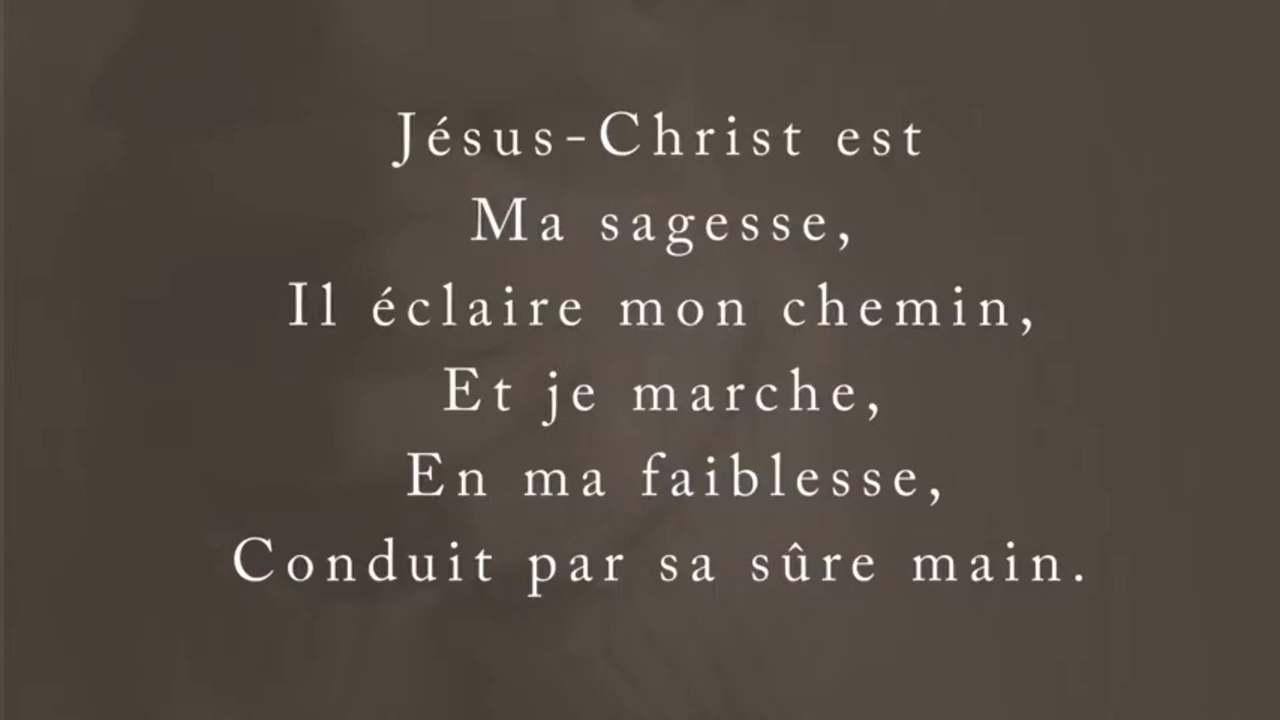 Jésus-Christ est
Ma sagesse,
Il éclaire mon chemin,
Et je marche,
En ma faiblesse,
Conduit par sa sûre main.